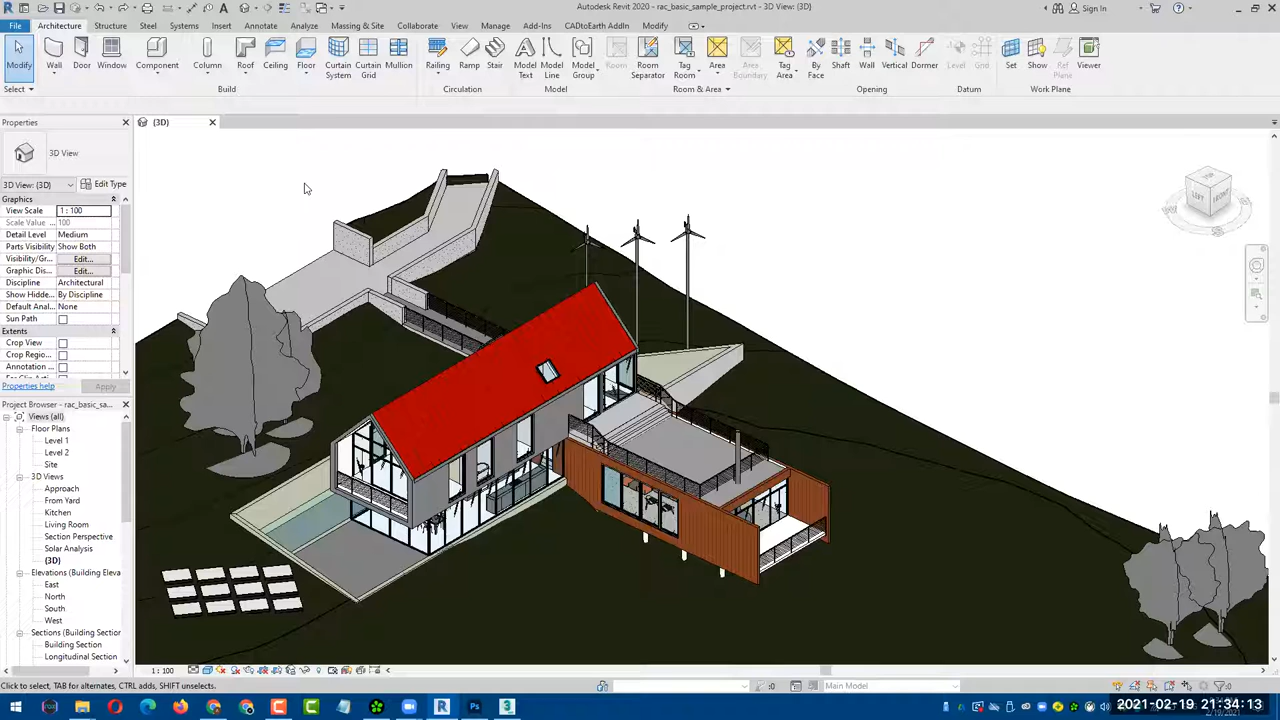 Autodesk Revit 2020 - rac_basic_sample_project.rvt - 3D View: {3D}
Sign In
File Architecture Structure Steel Systems Insert Annotate Analyze Massing & Site Collaborate View Manage Add-Ins CADtoEarth AddIn Modify
Modify Wall Door Window Component Column Roof Ceiling Floor Curtain System Curtain Grid Mullion Railing Ramp Stair Model Text Model Line Model Group Room Room Separator Tag Room Area Area Boundary Tag Area By Face Shaft Wall Vertical Dormer Level Grid Set Show Ref Plane Viewer
Select Build Circulation Model Room & Area Opening Datum Work Plane
Properties
{3D}
3D View
3D View: {3D} Edit Type
Graphics
View Scale 1 : 100
Scale Value ... 100
Detail Level Medium
Parts Visibility Show Both
Visibility/Gr... Edit...
Graphic Dis... Edit...
Discipline Architectural
Show Hidde... By Discipline
Default Anal... None
Sun Path
Extents
Crop View
Crop Regio...
Annotation ...
Properties help Apply
Project Browser - rac_basic_sa...
Views (all)
Floor Plans
Level 1
Level 2
Site
3D Views
Approach
From Yard
Kitchen
Living Room
Section Perspective
Solar Analysis
{3D}
Elevations (Building Eleva
East
North
South
West
Sections (Building Section)
Building Section
Longitudinal Section
LEFT FRONT
1 : 100
Click to select, TAB for alternates, CTRL adds, SHIFT unselects.
:0 Main Model :0
2021-02-19 21:34:13